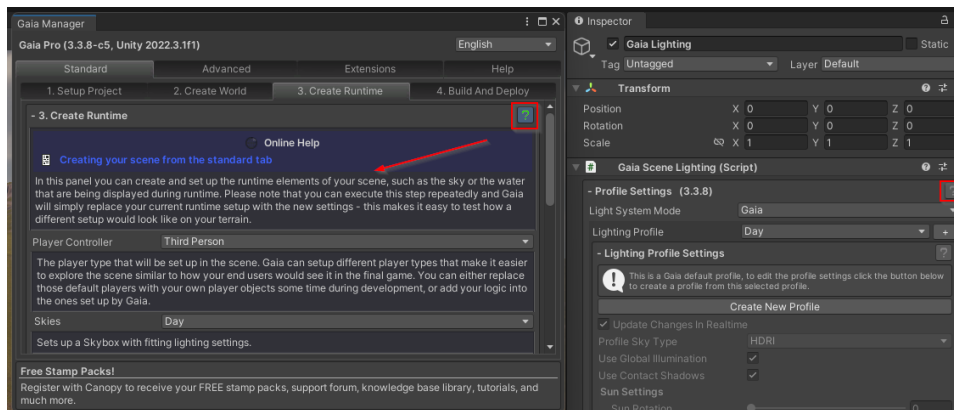 Gaia Manager
Gaia Pro (3.3.8-c5, Unity 2022.3.1f1)
English
Standard
Advanced
Extensions
Help
1. Setup Project
2. Create World
3. Create Runtime
4. Build And Deploy
- 3. Create Runtime
?
Online Help
Creating your scene from the standard tab
In this panel you can create and set up the runtime elements of your scene, such as the sky or the water
that are being displayed during runtime. Please note that you can execute this step repeatedly and Gaia
will simply replace your current runtime setup with the new settings - this makes it easy to test how a
different setup would look like on your terrain.
Player Controller
Third Person
The player type that will be set up in the scene. Gaia can setup different player types that make it easier
to explore the scene similar to how your end users would see it in the final game. You can either replace
those default players with your own player objects some time during development, or add your logic into
the ones set up by Gaia.
Skies
Day
Sets up a Skybox with fitting lighting settings.
Free Stamp Packs!
Register with Canopy to receive your FREE stamp packs, support forum, knowledge base library, tutorials, and
much more.
Inspector
Gaia Lighting
Static
Tag Untagged
Layer Default
Transform
Position X 0 Y 0 Z 0
Rotation X 0 Y 0 Z 0
Scale X 1 Y 1 Z 1
# Gaia Scene Lighting (Script)
- Profile Settings (3.3.8)
?
Light System Mode
Gaia
Lighting Profile
Day
+
- Lighting Profile Settings
?
This is a Gaia default profile, to edit the profile settings click the button below
to create a profile from this selected profile.
Create New Profile
Update Changes In Realtime
Profile Sky Type
HDRI
Use Global Illumination
Use Contact Shadows
Sun Settings
Sun Rotation
0